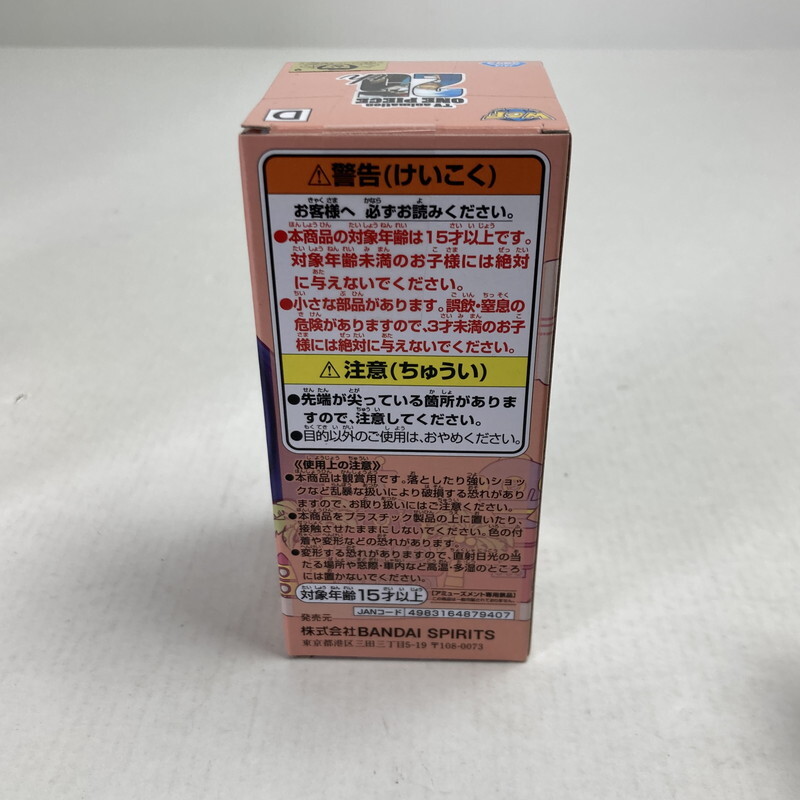 D
TV animation
ONE PIECE
WCF
⚠警告(けいこく)
お客様へ 必ずお読みください。
●本商品の対象年齢は15才以上です。
対象年齢未満のお子様には絶対
に与えないでください。
●小さな部品があります。誤飲・窒息の
危険がありますので、3才未満のお子
様には絶対に与えないでください。
⚠注意(ちゅうい)
●先端が尖っている箇所がありま
すので、注意してください。
●目的以外のご使用は、おやめください。
《使用上の注意》
●本商品は観賞用です。落としたり強いショッ
クなど乱暴な扱いにより破損する恐れがあり
ますので、お取り扱いにはご注意ください。
●本商品をプラスチック製品の上に置いたり、
接触させたままにしないでください。色の付
着や変形などの恐れがあります。
●変形する恐れがありますので、直射日光の当
たる場所や窓際・車内など高温・多湿のところ
には置かないでください。
対象年齢15才以上
[アミューズメント専用景品]
JANコード 4983164879407
発売元
株式会社BANDAI SPIRITS
東京都港区三田三丁目5-19 〒108-0073